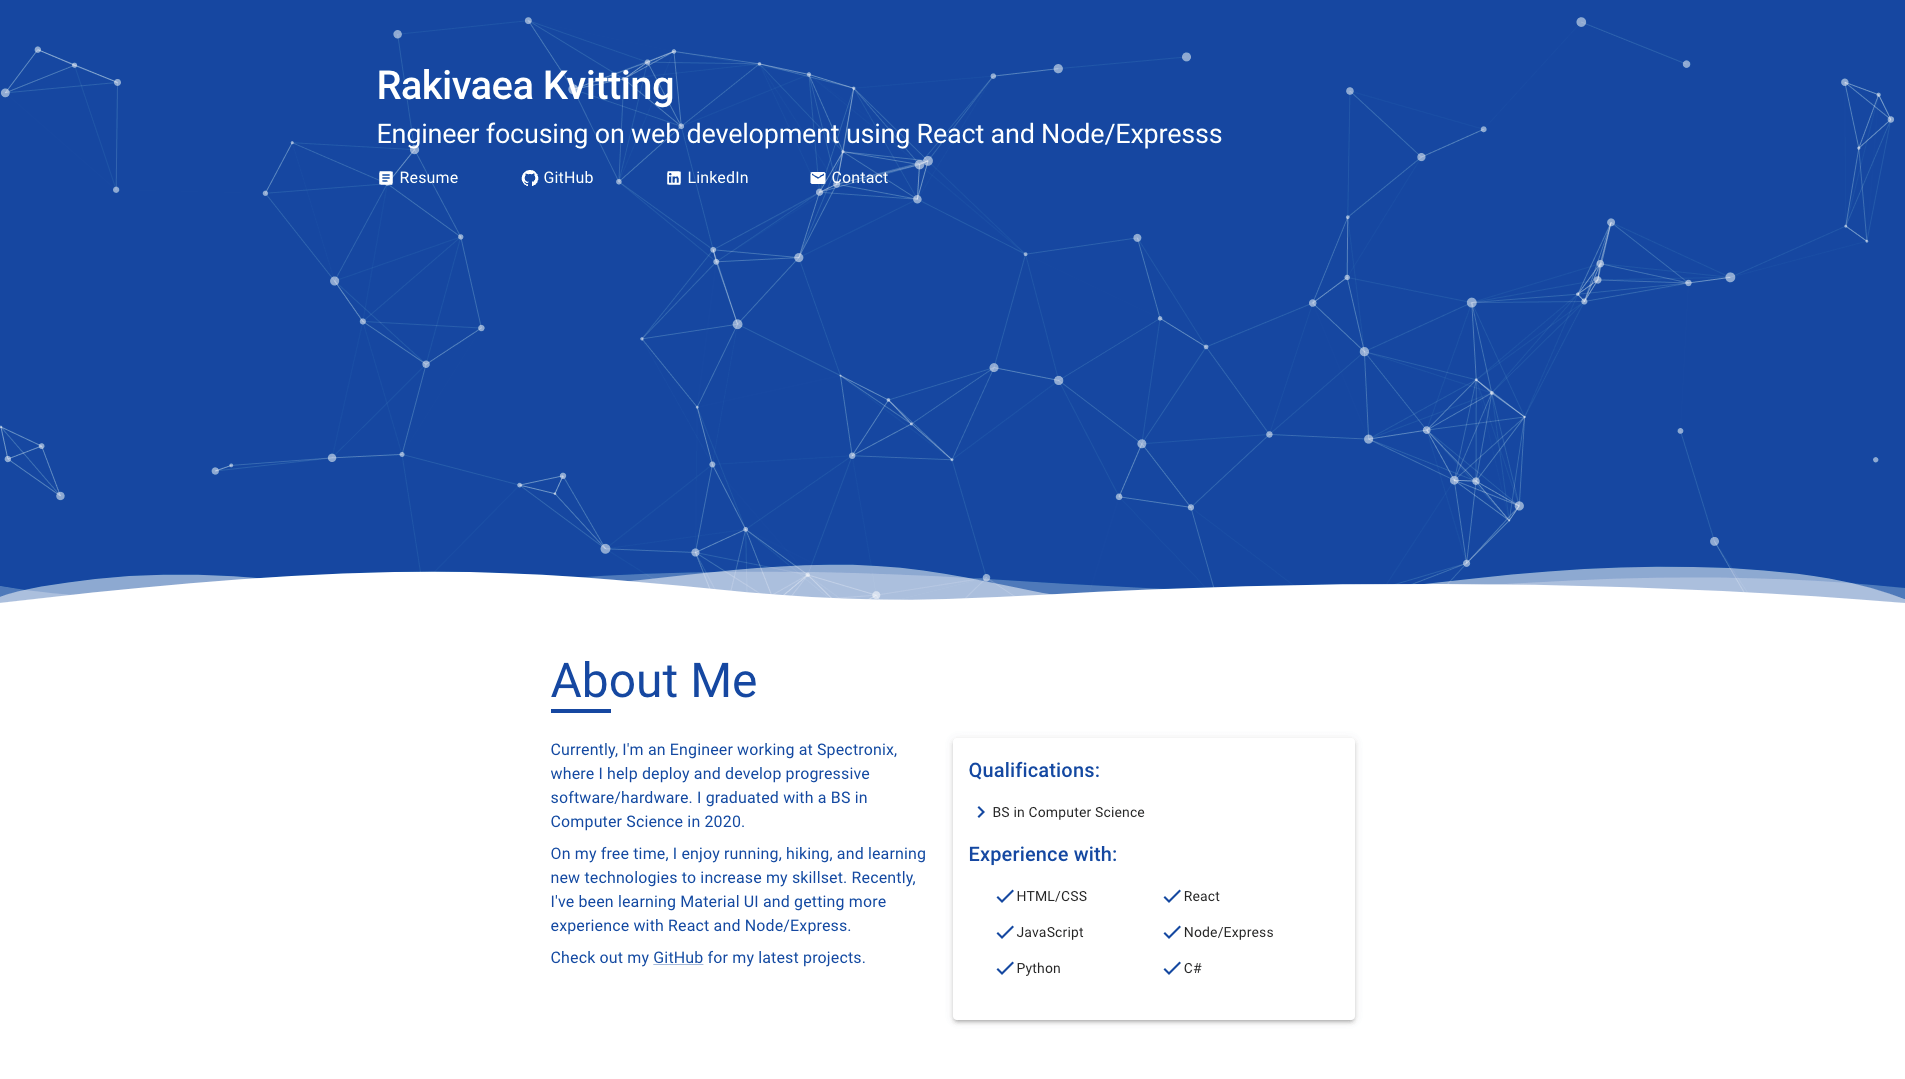 Rakivaea Kvitting
Engineer focusing on web development using React and Node/Expresss
Resume GitHub LinkedIn Contact
About Me
Currently, I'm an Engineer working at Spectronix,
where I help deploy and develop progressive
software/hardware. I graduated with a BS in
Computer Science in 2020.
On my free time, I enjoy running, hiking, and learning
new technologies to increase my skillset. Recently,
I've been learning Material UI and getting more
experience with React and Node/Express.
Check out my GitHub for my latest projects.
Qualifications:
BS in Computer Science
Experience with:
HTML/CSS React
JavaScript Node/Express
Python C#